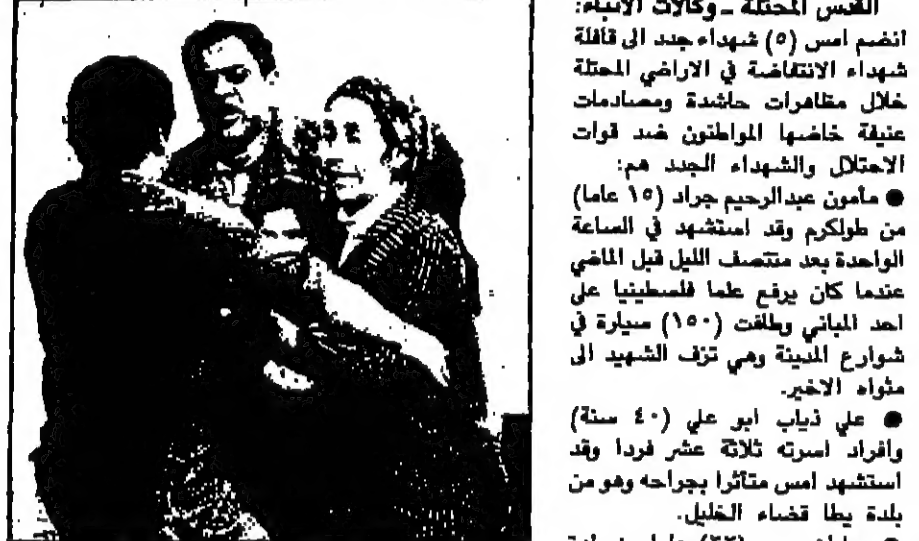 القدس المحتلة ـ وكالات الانباء:
انضم امس (٥) شهداء جدد الى قافلة
شهداء الانتفاضة في الاراضي المحتلة
خلال مظاهرات حاشدة ومصادمات
عنيفة خاضها المواطنون ضد قوات
الاحتلال والشهداء الجدد هم:
● مأمون عبدالرحيم جراد (١٥ عاما)
من طولكرم وقد استشهد في الساعة
الواحدة بعد منتصف الليل قبل الماضي
عندما كان يرفع علما فلسطينيا على
احد المباني وطافت (١٥٠) سيارة في
شوارع المدينة وهي تزف الشهيد الى
مثواه الاخير.
● علي ذياب ابو علي (٤٠ سنة)
وأفراد اسرته ثلاثة عشر فردا وقد
استشهد امس متأثرا بجراحه وهو من
بلدة يطا قضاء الخليل.